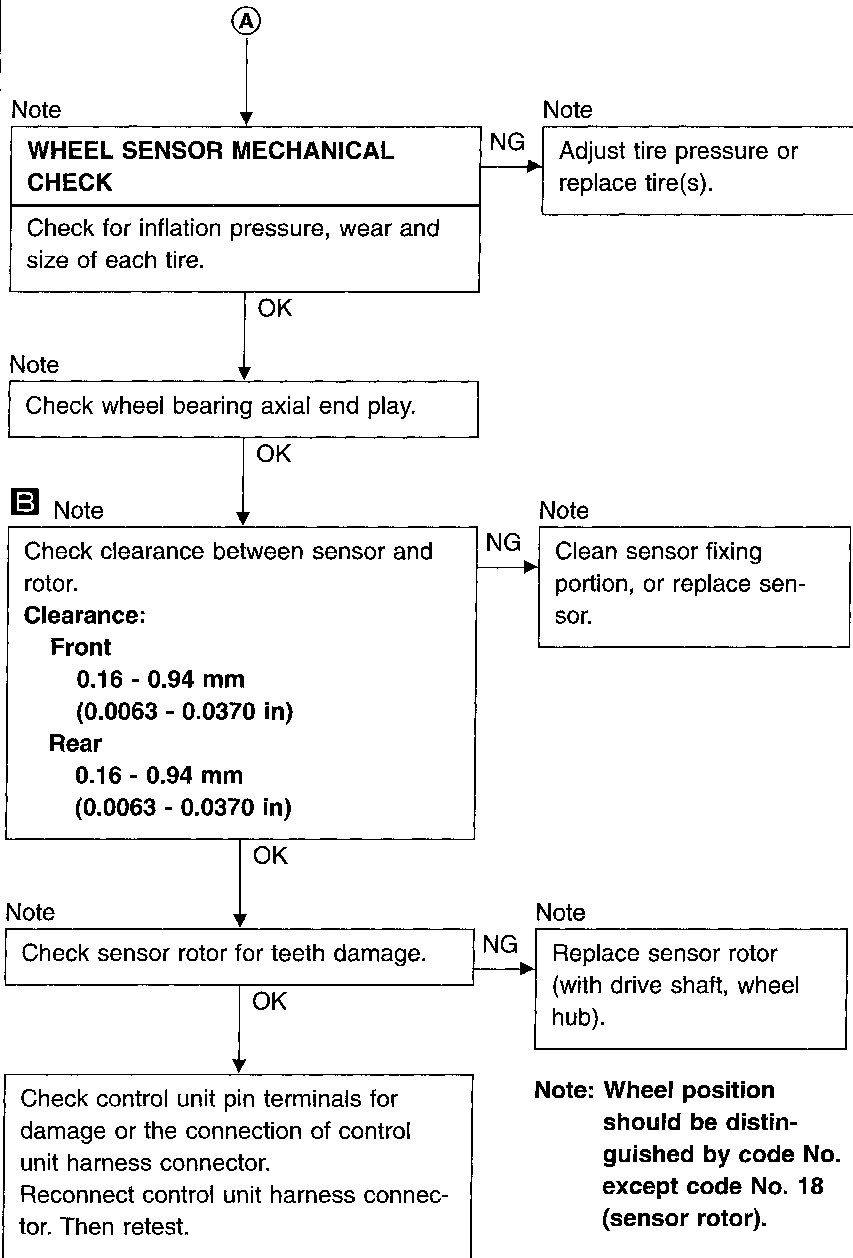 A
Note
WHEEL SENSOR MECHANICAL
CHECK
Check for inflation pressure, wear and
size of each tire.
NG
Note
Adjust tire pressure or
replace tire(s).
OK
Note
Check wheel bearing axial end play.
OK
B Note
Check clearance between sensor and
rotor.
Clearance:
Front
0.16 - 0.94 mm
(0.0063 - 0.0370 in)
Rear
0.16 - 0.94 mm
(0.0063 - 0.0370 in)
NG
Note
Clean sensor fixing
portion, or replace sen-
sor.
OK
Note
Check sensor rotor for teeth damage.
NG
Note
Replace sensor rotor
(with drive shaft, wheel
hub).
OK
Check control unit pin terminals for
damage or the connection of control
unit harness connector.
Reconnect control unit harness connec-
tor. Then retest.
Note: Wheel position
should be distin-
guished by code No.
except code No. 18
(sensor rotor).